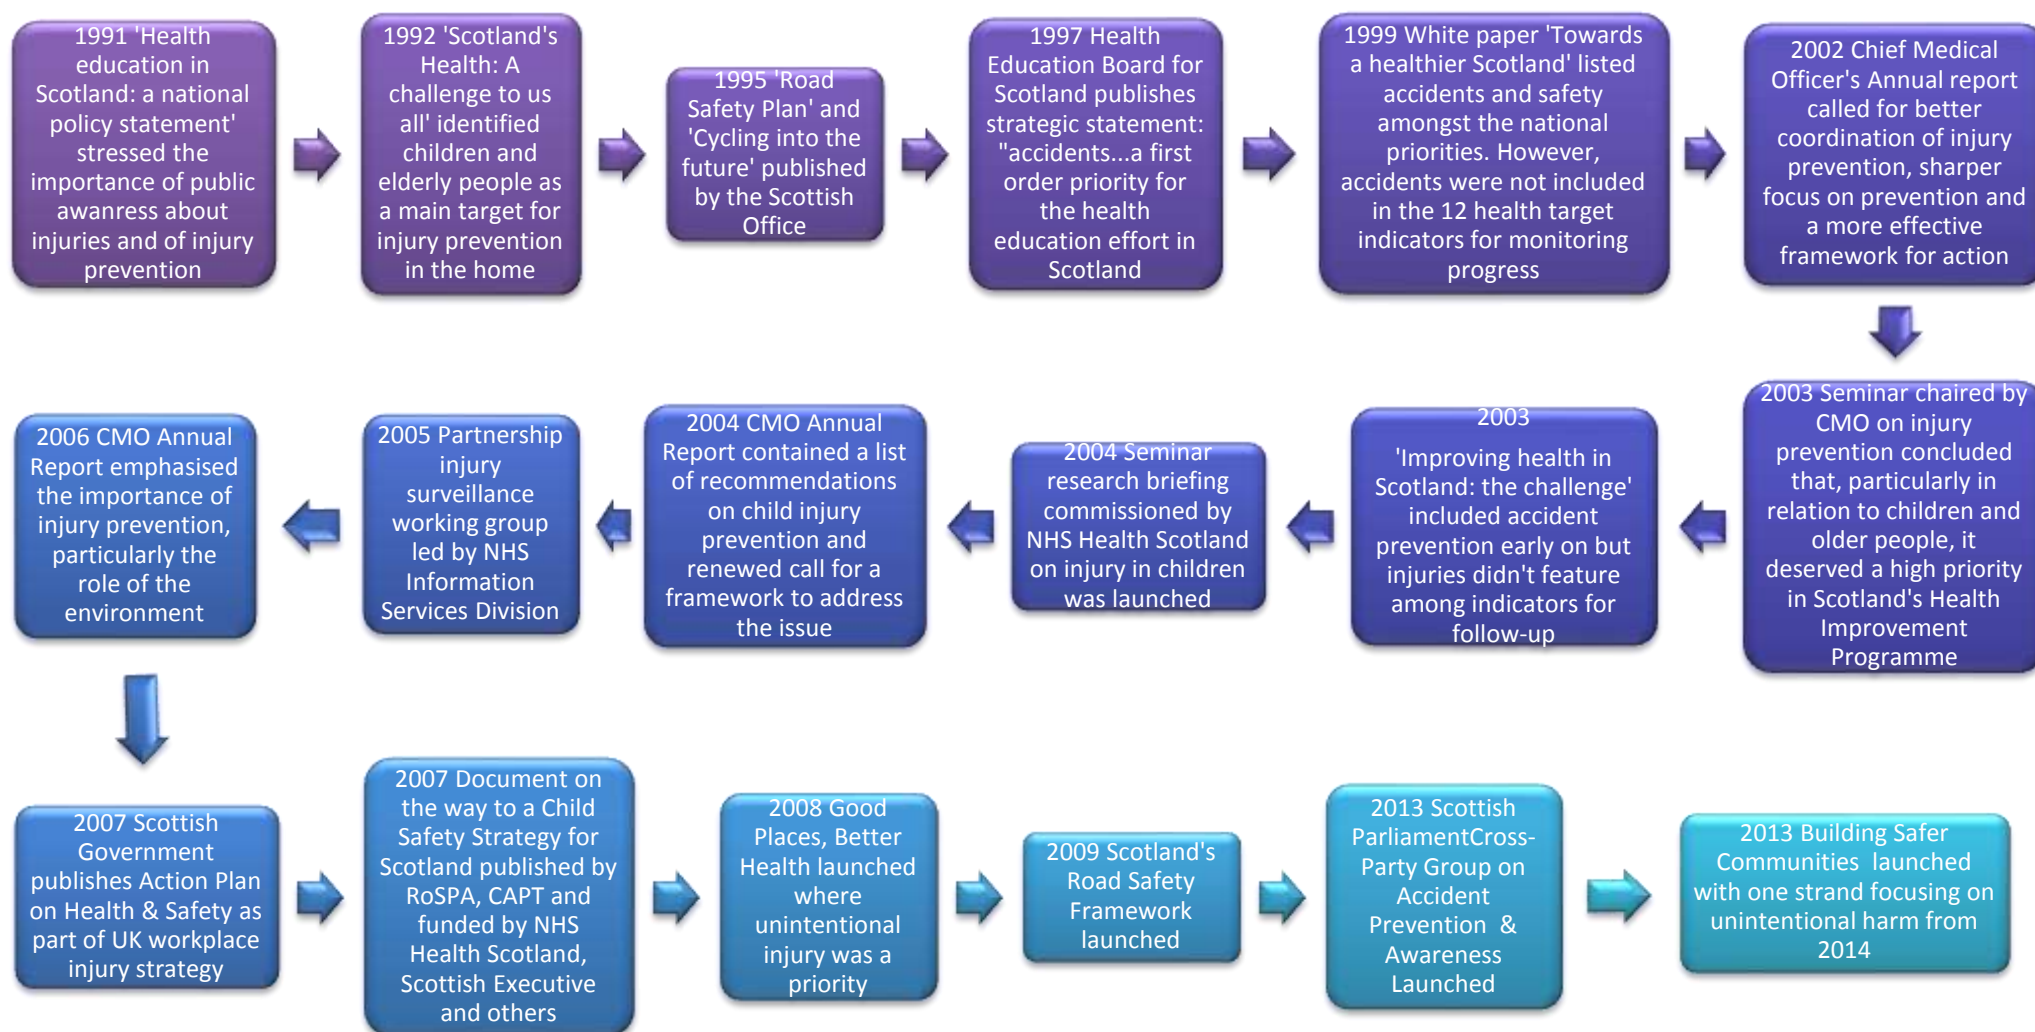 1991 'Health
education in
Scotland: a national
policy statement'
stressed the
importance of public
awanress about
injuries and of injury
prevention
1992 'Scotland's
Health: A
challenge to us
all' identified
children and
elderly people as
a main target for
injury prevention
in the home
1995 'Road
Safety Plan' and
'Cycling into the
future' published
by the Scottish
Office
1997 Health
Education Board for
Scotland publishes
strategic statement:
"accidents...a first
order priority for
the health
education effort in
Scotland
1999 White paper 'Towards
a healthier Scotland' listed
accidents and safety
amongst the national
priorities. However,
accidents were not included
in the 12 health target
indicators for monitoring
progress
2002 Chief Medical
Officer's Annual report
called for better
coordination of injury
prevention, sharper
focus on prevention and
a more effective
framework for action
2003 Seminar chaired by
CMO on injury
prevention concluded
that, particularly in
relation to children and
older people, it
deserved a high priority
in Scotland's Health
Improvement
Programme
2003
'Improving health in
Scotland: the challenge'
included accident
prevention early on but
injuries didn't feature
among indicators for
follow-up
2004 Seminar
research briefing
commissioned by
NHS Health Scotland
on injury in children
was launched
2004 CMO Annual
Report contained a list
of recommendations
on child injury
prevention and
renewed call for a
framework to address
the issue
2005 Partnership
injury
surveillance
working group
led by NHS
Information
Services Division
2006 CMO Annual
Report emphasised
the importance of
injury prevention,
particularly the
role of the
environment
2007 Scottish
Government
publishes Action Plan
on Health & Safety as
part of UK workplace
injury strategy
2007 Document on
the way to a Child
Safety Strategy for
Scotland published by
RoSPA, CAPT and
funded by NHS
Health Scotland,
Scottish Executive
and others
2008 Good
Places, Better
Health launched
where
unintentional
injury was a
priority
2009 Scotland's
Road Safety
Framework
launched
2013 Scottish
ParliamentCross-
Party Group on
Accident
Prevention &
Awareness
Launched
2013 Building Safer
Communities launched
with one strand focusing on
unintentional harm from
2014